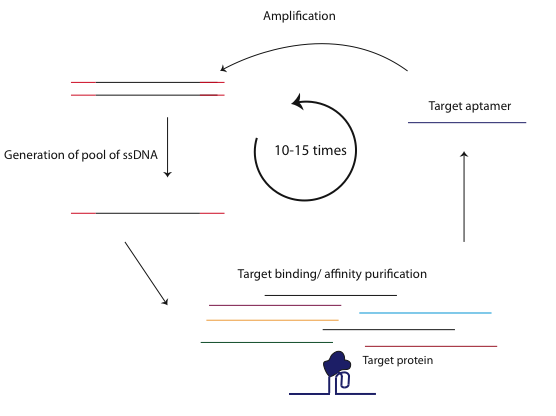 Amplification
Target aptamer
10-15 times
Generation of pool of ssDNA
Target binding/ affinity purification
Target protein